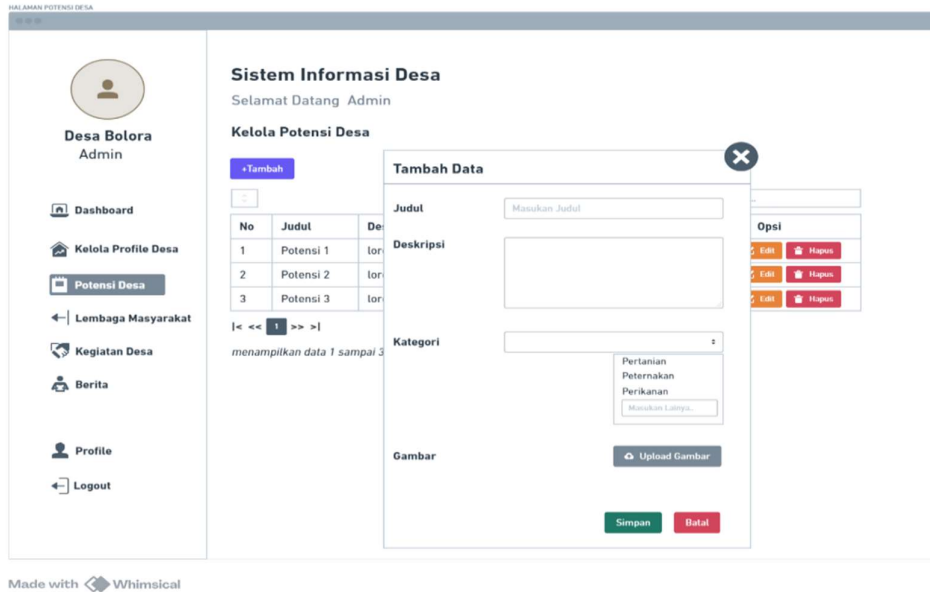 HALAMAN POTENSI DESA
Desa Bolora
Admin
Dashboard
Kelola Profile Desa
Potensi Desa
Lembaga Masyarakat
Kegiatan Desa
Berita
Profile
Logout
Sistem Informasi Desa
Selamat Datang Admin
Kelola Potensi Desa
+Tambah
No Judul De Opsi
1 Potensi 1 lor Edit Hapus
2 Potensi 2 lor Edit Hapus
3 Potensi 3 lor Edit Hapus
|< << 1 >> >|
menampilkan data 1 sampai 3
Tambah Data
Judul Masukan Judul
Deskripsi
Kategori
Pertanian
Peternakan
Perikanan
Masukan Lainya..
Gambar Upload Gambar
Simpan Batal
Made with Whimsical